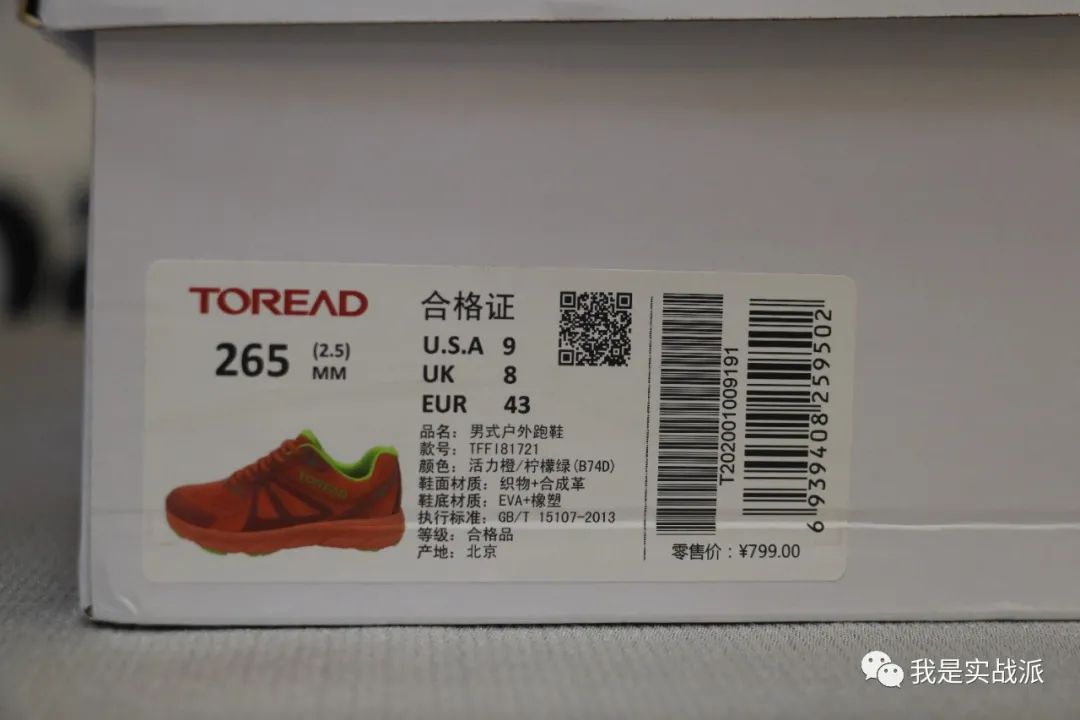 TOREAD
265 (2.5)
MM
TOREAD
合格证
U.S.A 9
UK 8
EUR 43
品名: 男式户外跑鞋
款号: TFFI81721
颜色: 活力橙/柠檬绿(B74D)
鞋面材质: 织物+合成革
鞋底材质: EVA+橡塑
执行标准: GB/T 15107-2013
等级: 合格品
产地: 北京
T202001009191
6939408259502
零售价:¥799.00
我是实战派